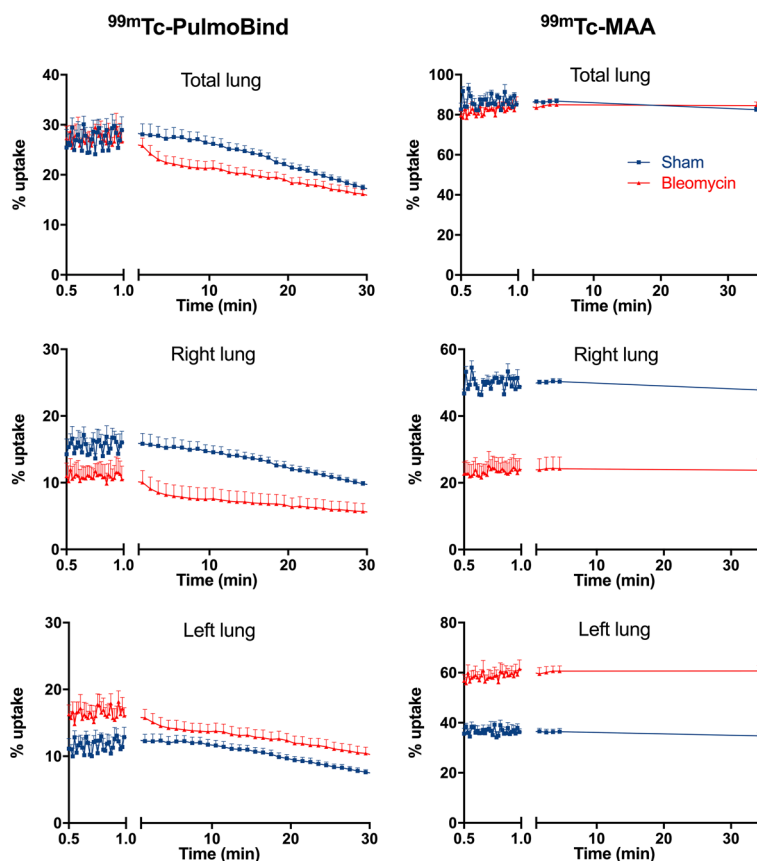 99mTc-PulmoBind
99mTc-MAA
Total lung
% uptake
40
30
20
10
0
0.5
1.0
10
20
30
Time (min)
Total lung
% uptake
100
80
60
40
20
0
0.5
1.0
10
20
30
Time (min)
Sham
Bleomycin
Right lung
% uptake
30
20
10
0
0.5
1.0
10
20
30
Time (min)
Right lung
% uptake
60
40
20
0
0.5
1.0
10
20
30
Time (min)
Left lung
% uptake
30
20
10
0
0.5
1.0
10
20
30
Time (min)
Left lung
% uptake
80
60
40
20
0
0.5
1.0
10
20
30
Time (min)